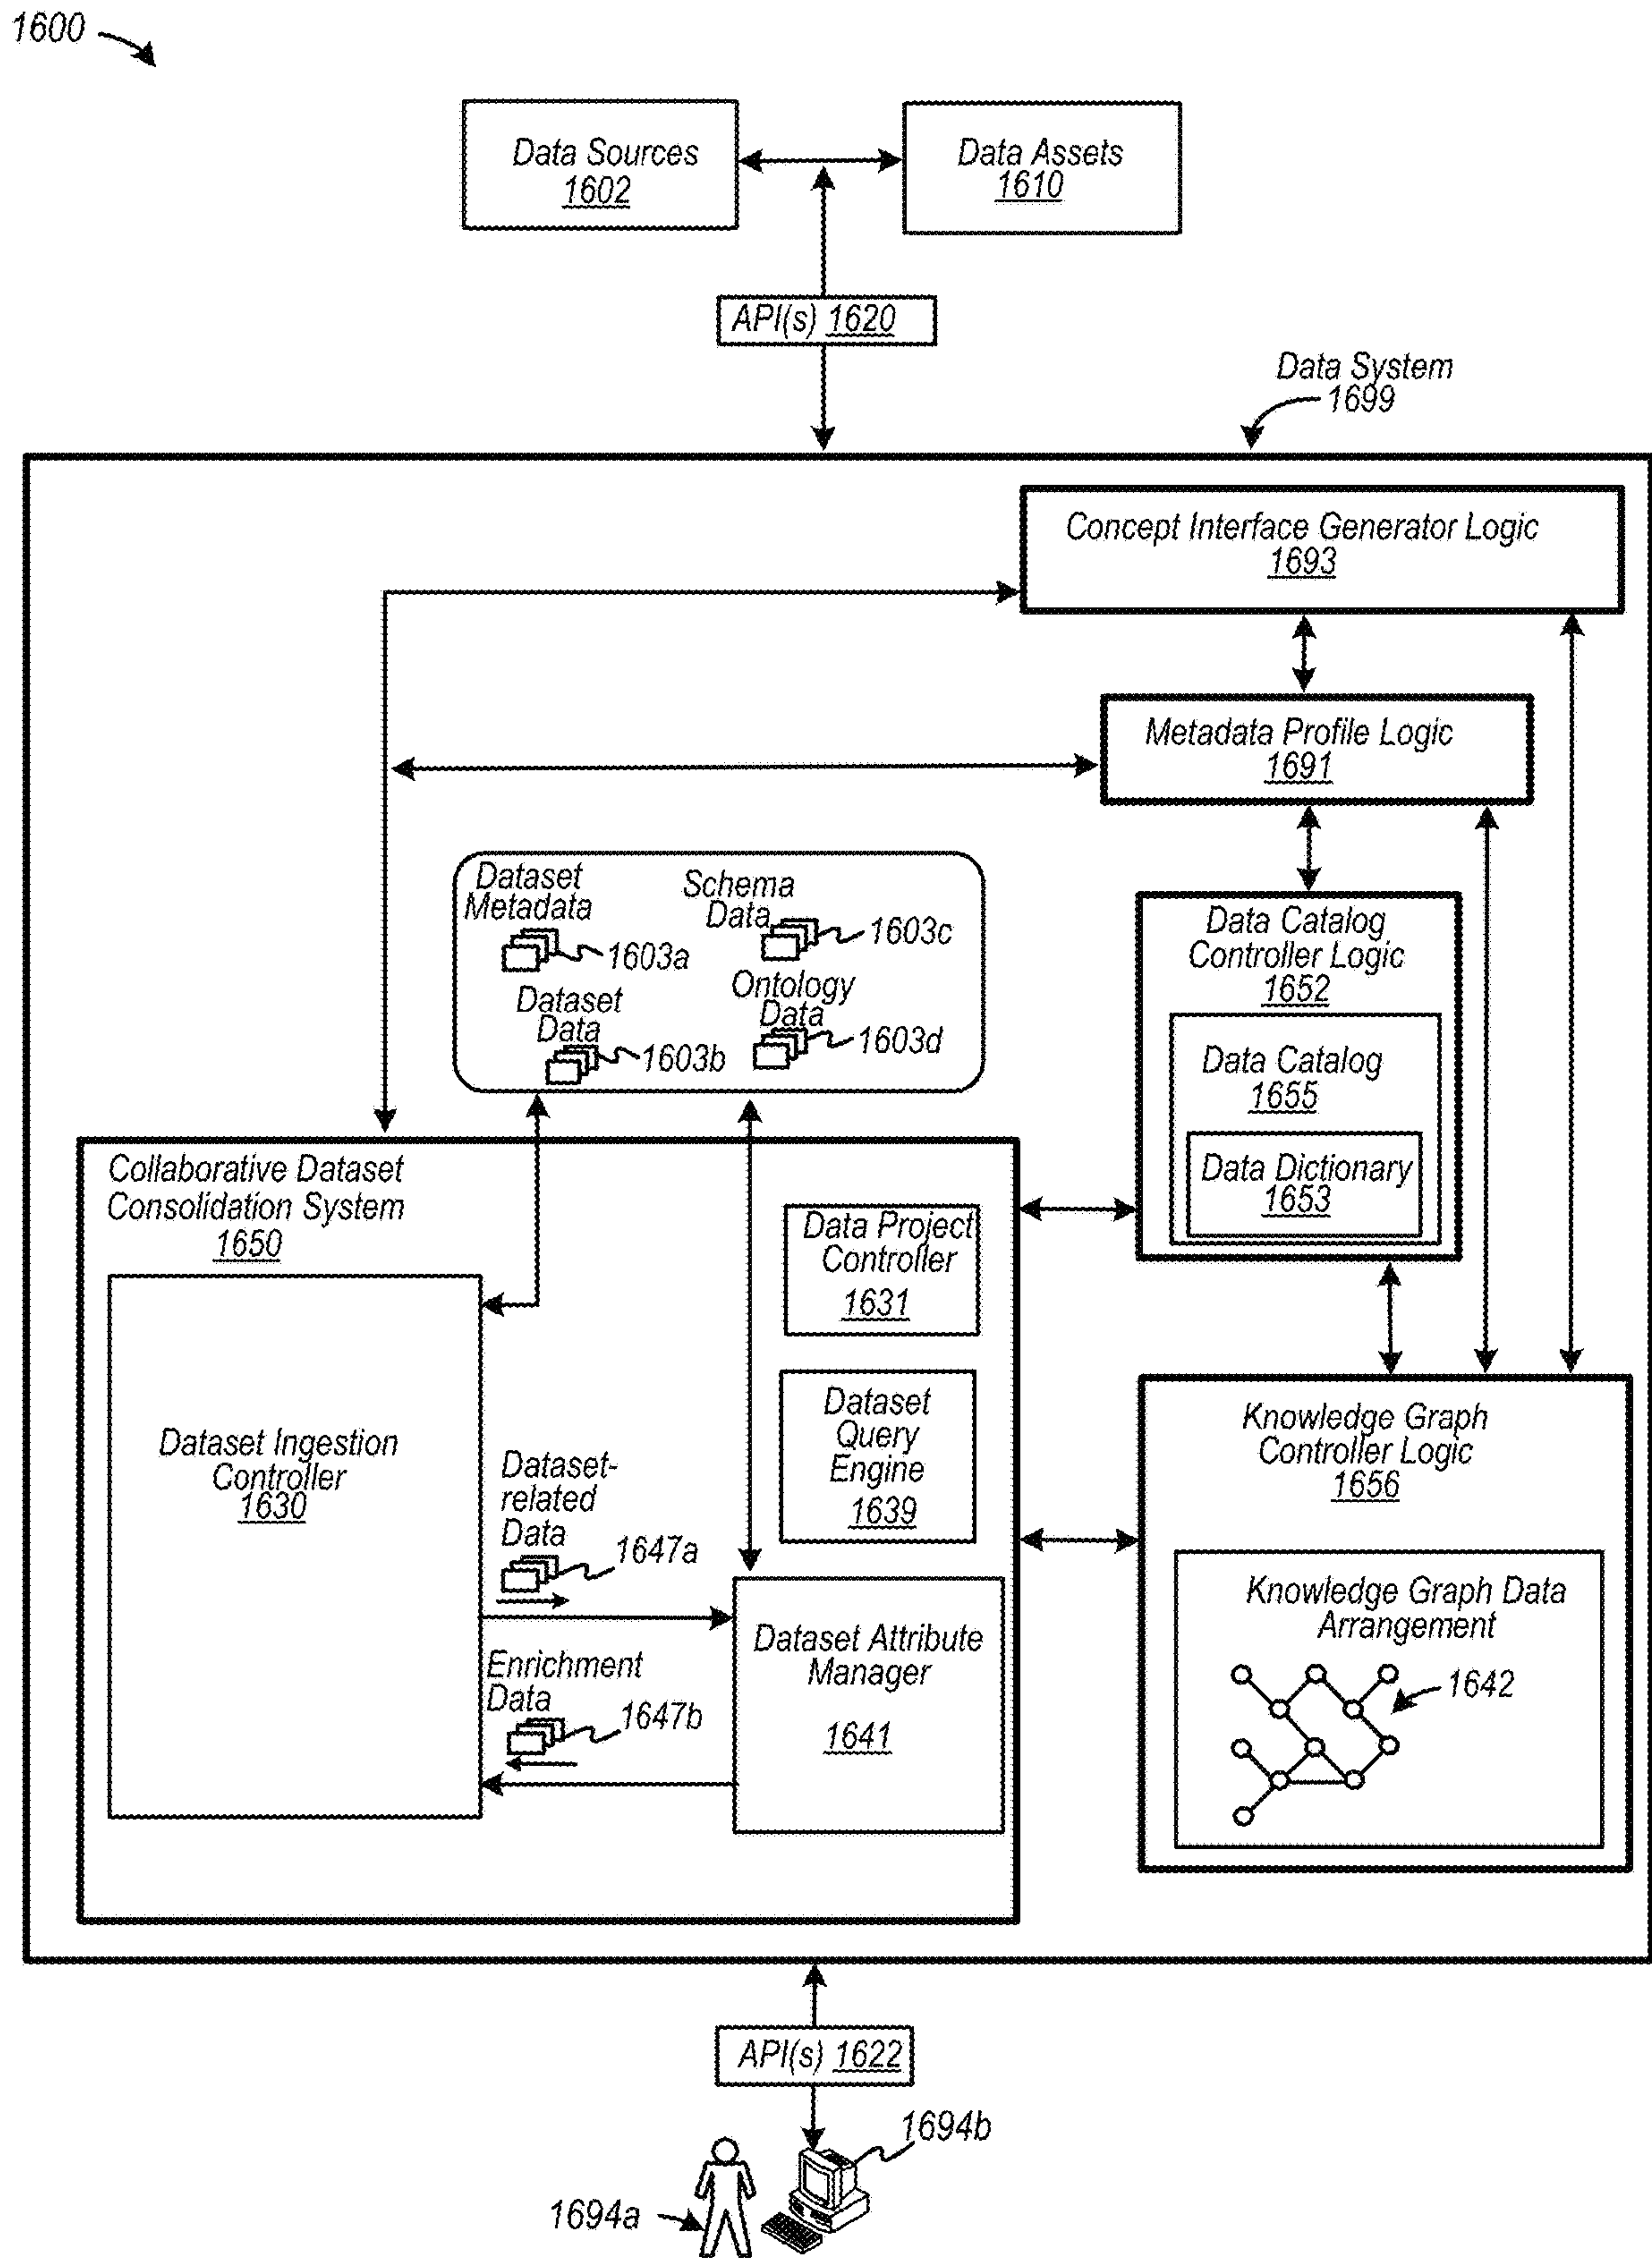 1600
Data Sources
1602
Data Assets
1610
API(s) 1620
Data System
1699
Concept Interface Generator Logic
1693
Metadata Profile Logic
1691
Dataset
Metadata
1603a
Schema
Data
1603c
Dataset
Data
1603b
Ontology
Data
1603d
Data Catalog
Controller Logic
1652
Data Catalog
1655
Data Dictionary
1653
Collaborative Dataset
Consolidation System
1650
Data Project
Controller
1631
Dataset Ingestion
Controller
1630
Dataset
Query
Engine
1639
Dataset-
related Data
1647a
Enrichment
Data
1647b
Dataset Attribute
Manager
1641
Knowledge Graph
Controller Logic
1656
Knowledge Graph Data
Arrangement
1642
API(s) 1622
1694b
1694a